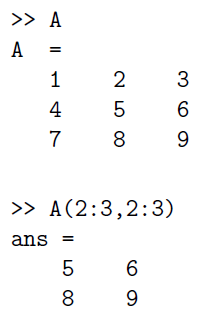 >> A
A =
1 2 3
4 5 6
7 8 9
>> A(2:3,2:3)
ans =
5 6
8 9